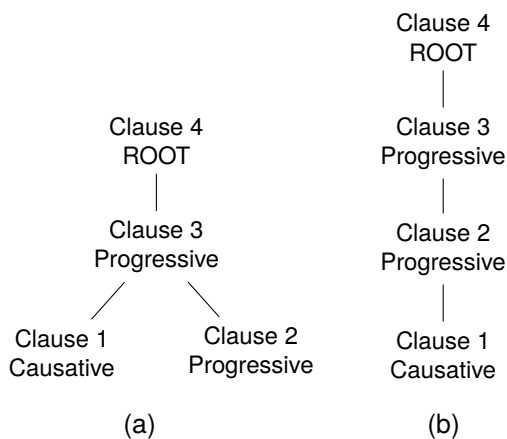 Clause 4
ROOT
Clause 3
Progressive
Clause 1
Causative
Clause 2
Progressive
(a)
Clause 4
ROOT
Clause 3
Progressive
Clause 2
Progressive
Clause 1
Causative
(b)